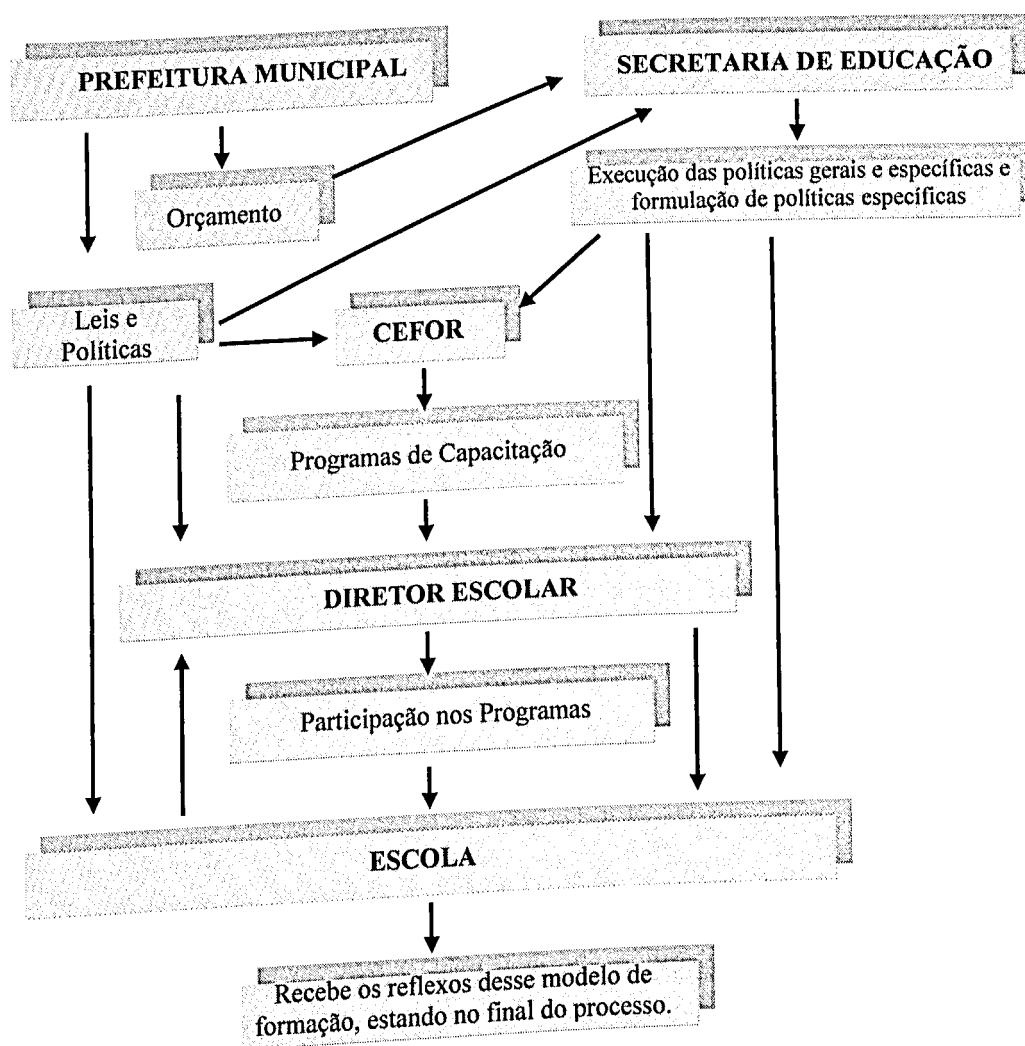 PREFEITURA MUNICIPAL
SECRETARIA DE EDUCAÇÃO
Orçamento
Execução das políticas gerais e específicas e
formulação de políticas específicas
Leis e
Políticas
CEFOR
Programas de Capacitação
DIRETOR ESCOLAR
Participação nos Programas
ESCOLA
Recebe os reflexos desse modelo de
formação, estando no final do processo.